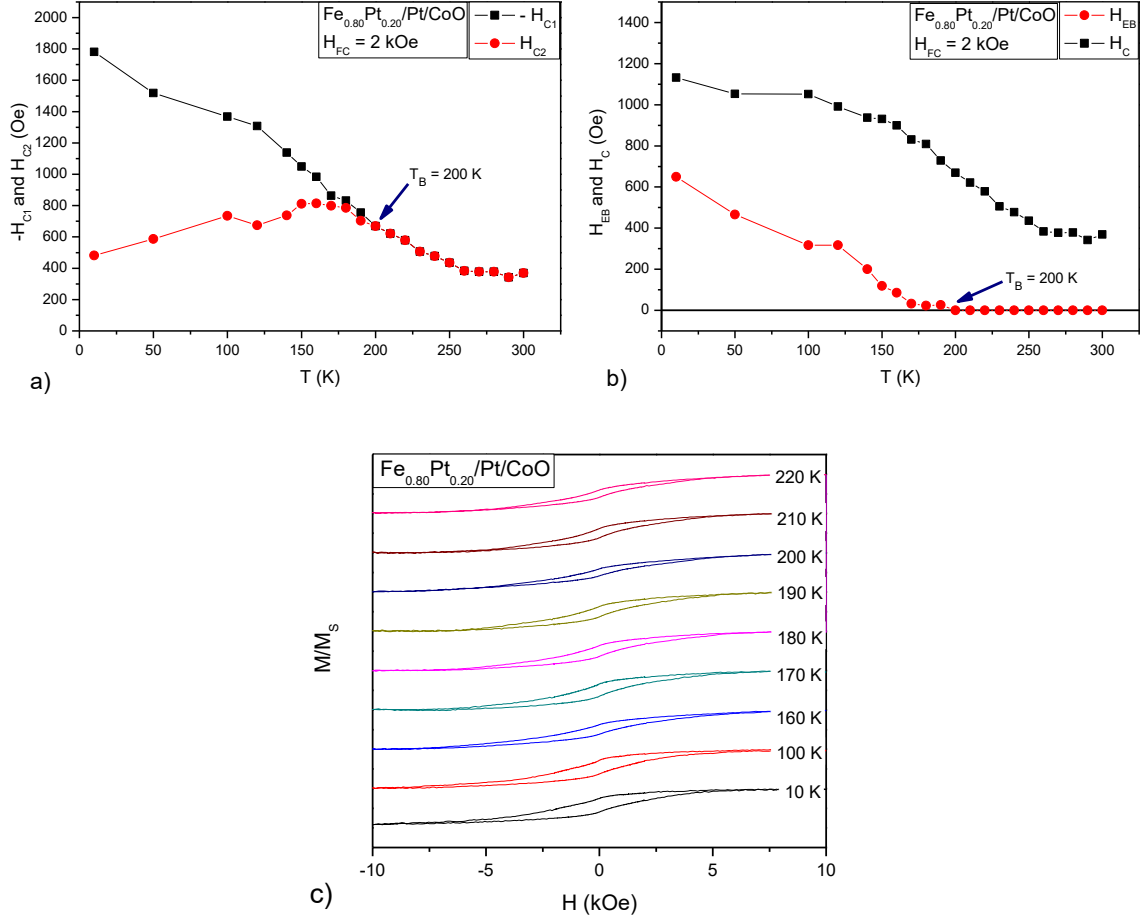 Fe0.80Pt0.20/Pt/CoO
HFC = 2 kOe
- HC1
HC2
TB = 200 K
-HC1 and HC2 (Oe)
2000
1800
1600
1400
1200
1000
800
600
400
200
0
0 50 100 150 200 250 300
T (K)
a)
Fe0.80Pt0.20/Pt/CoO
HFC = 2 kOe
HEB
HC
TB = 200 K
HEB and HC (Oe)
1400
1200
1000
800
600
400
200
0
0 50 100 150 200 250 300
T (K)
b)
Fe0.80Pt0.20/Pt/CoO
220 K
210 K
200 K
190 K
180 K
170 K
160 K
100 K
10 K
M/MS
-10 -5 0 5 10
H (kOe)
c)